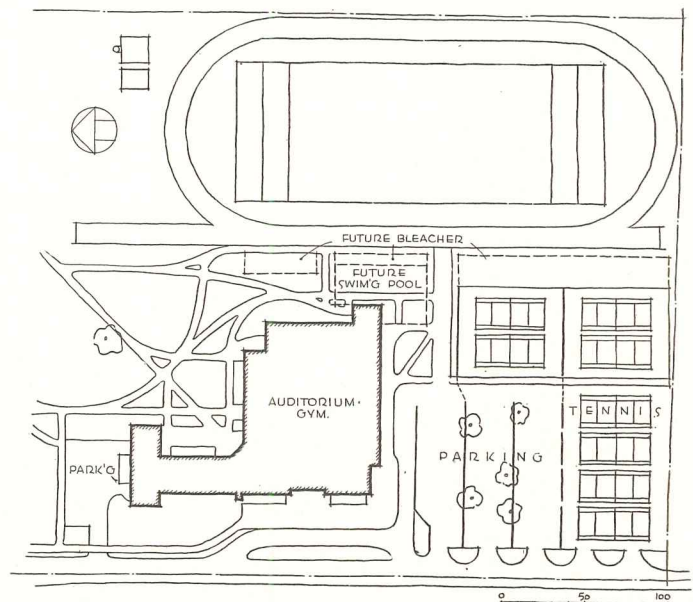 FUTURE BLEACHER
FUTURE
SWIM'G POOL
AUDITORIUM·
GYM.
TENNIS
PARKING
PARK'G
0 50 100